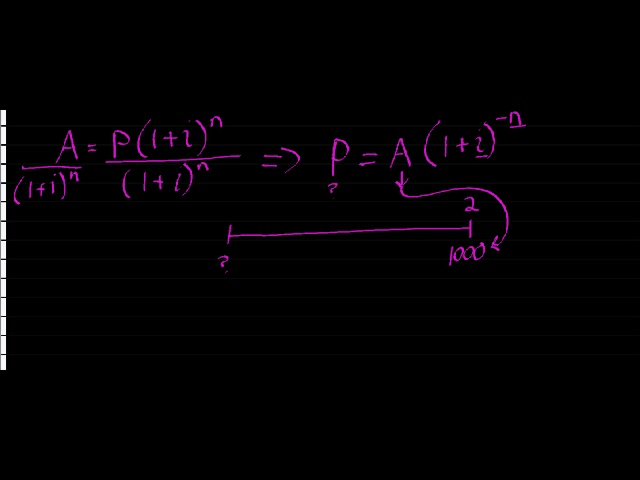 A/(1+i)^n = P(1+i)^n/(1+i)^n => P = A(1+i)^-n
?
2
? 1000